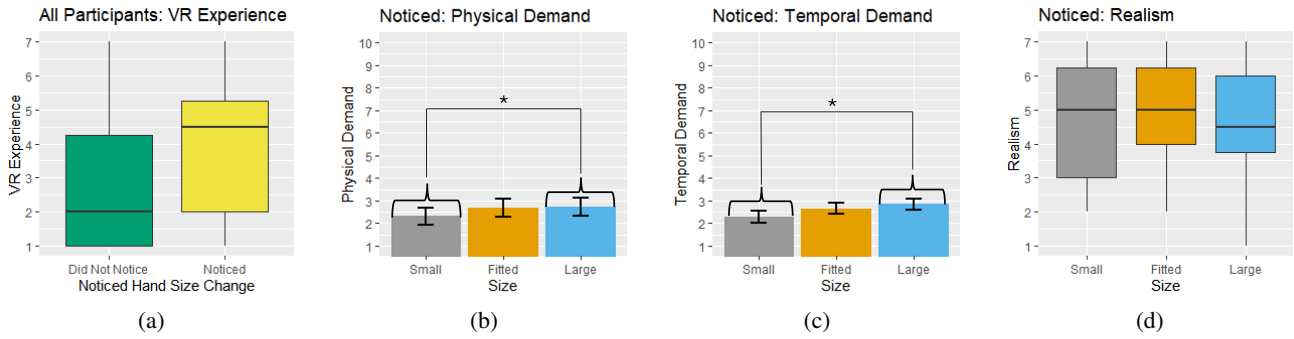 All Participants: VR Experience
7
6
5
4
3
2
1
VR Experience
Did Not Notice
Noticed
Noticed Hand Size Change
(a)
Noticed: Physical Demand
10
9
8
7
6
5
4
3
2
1
Physical Demand
*
Small
Fitted
Large
Size
(b)
Noticed: Temporal Demand
10
9
8
7
6
5
4
3
2
1
Temporal Demand
*
Small
Fitted
Large
Size
(c)
Noticed: Realism
7
6
5
4
3
2
1
Realism
Small
Fitted
Large
Size
(d)